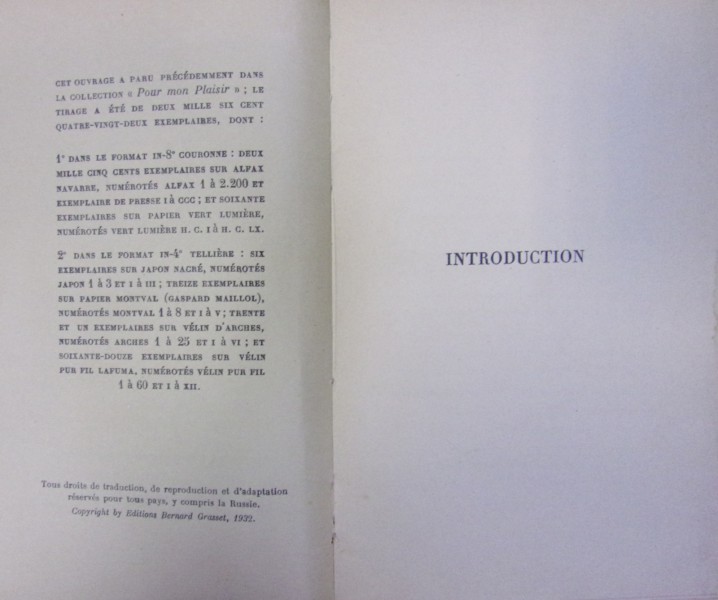 CET OUVRAGE A PARU PRÉCÉDEMMENT DANS
LA COLLECTION « Pour mon Plaisir » ; LE
TIRAGE A ÉTÉ DE DEUX MILLE SIX CENT
QUATRE-VINGT-DEUX EXEMPLAIRES, DONT :
1° DANS LE FORMAT IN-8° COURONNE : DEUX
MILLE CINQ CENTS EXEMPLAIRES SUR ALFAX
NAVARRE, NUMÉROTÉS ALFAX 1 à 2.200 ET
EXEMPLAIRE DE PRESSE I à CCC ; ET SOIXANTE
EXEMPLAIRES SUR PAPIER VERT LUMIÈRE,
NUMÉROTÉS VERT LUMIÈRE H. C. I à H. C. LX.
2° DANS LE FORMAT IN-4° TELLIÈRE : SIX
EXEMPLAIRES SUR JAPON NACRÉ, NUMÉROTÉS
JAPON 1 à 3 ET I à III ; TREIZE EXEMPLAIRES
SUR PAPIER MONTVAL (GASPARD MAILLOL),
NUMÉROTÉS MONTVAL 1 à 8 ET I à V ; TRENTE
ET UN EXEMPLAIRES SUR VÉLIN D'ARCHES,
NUMÉROTÉS ARCHES 1 à 25 ET I à VI ; ET
SOIXANTE-DOUZE EXEMPLAIRES SUR VÉLIN
PUR FIL LAFUMA, NUMÉROTÉS VÉLIN PUR FIL
1 à 60 ET I à XII.
Tous droits de traduction, de reproduction et d'adaptation
réservés pour tous pays, y compris la Russie.
Copyright by Editions Bernard Grasset, 1932.
INTRODUCTION